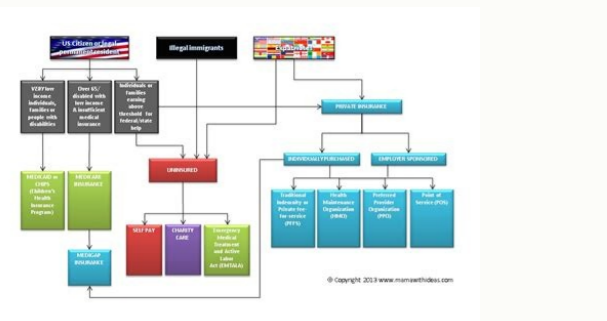 US Citizen or legal
permanent resident
Illegal immigrants
Expatriates
VERY low
income
individuals,
families or
people with
disabilities
Over 65/
disabled with
low income
& insufficient
medical
insurance
Individuals or
families
earning
above
threshold for
federal/state
help
PRIVATE INSURANCE
UNINSURED
INDIVIDUALLY PURCHASED
EMPLOYER SPONSORED
MEDICAID or
CHIPS
(Children's
Health
Insurance
Program)
MEDICARE
INSURANCE
Traditional
Indemnity or
Private Fee-
for-service
(PFFS)
Health
Maintenance
Organization
(HMO)
Preferred
Provider
Organization
(PPO)
Point of
Service (POS)
SELF PAY
CHARITY
CARE
Emergency
Medical
Treatment
and Active
Labor
Act (EMTALA)
MEDIGAP
INSURANCE
© Copyright 2013 www.mamawithideas.com